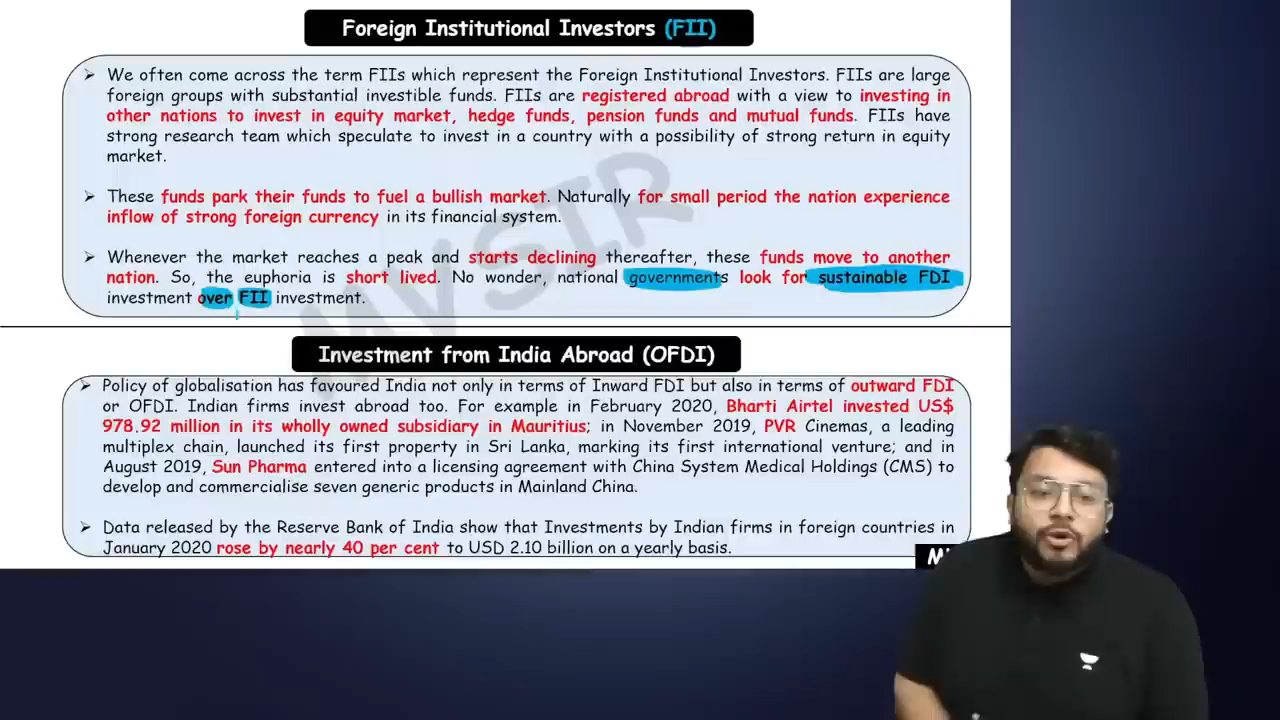 Foreign Institutional Investors (FII)
➢ We often come across the term FIIs which represent the Foreign Institutional Investors. FIIs are large
foreign groups with substantial investible funds. FIIs are registered abroad with a view to investing in
other nations to invest in equity market, hedge funds, pension funds and mutual funds. FIIs have
strong research team which speculate to invest in a country with a possibility of strong return in equity
market.
➢ These funds park their funds to fuel a bullish market. Naturally for small period the nation experience
inflow of strong foreign currency in its financial system.
➢ Whenever the market reaches a peak and starts declining thereafter, these funds move to another
nation. So, the euphoria is short lived. No wonder, national governments look for sustainable FDI
investment over FII investment.
MVSIR
Investment from India Abroad (OFDI)
➢ Policy of globalisation has favoured India not only in terms of Inward FDI but also in terms of outward FDI
or OFDI. Indian firms invest abroad too. For example in February 2020, Bharti Airtel invested US$
978.92 million in its wholly owned subsidiary in Mauritius; in November 2019, PVR Cinemas, a leading
multiplex chain, launched its first property in Sri Lanka, marking its first international venture; and in
August 2019, Sun Pharma entered into a licensing agreement with China System Medical Holdings (CMS) to
develop and commercialise seven generic products in Mainland China.
➢ Data released by the Reserve Bank of India show that Investments by Indian firms in foreign countries in
January 2020 rose by nearly 40 per cent to USD 2.10 billion on a yearly basis.